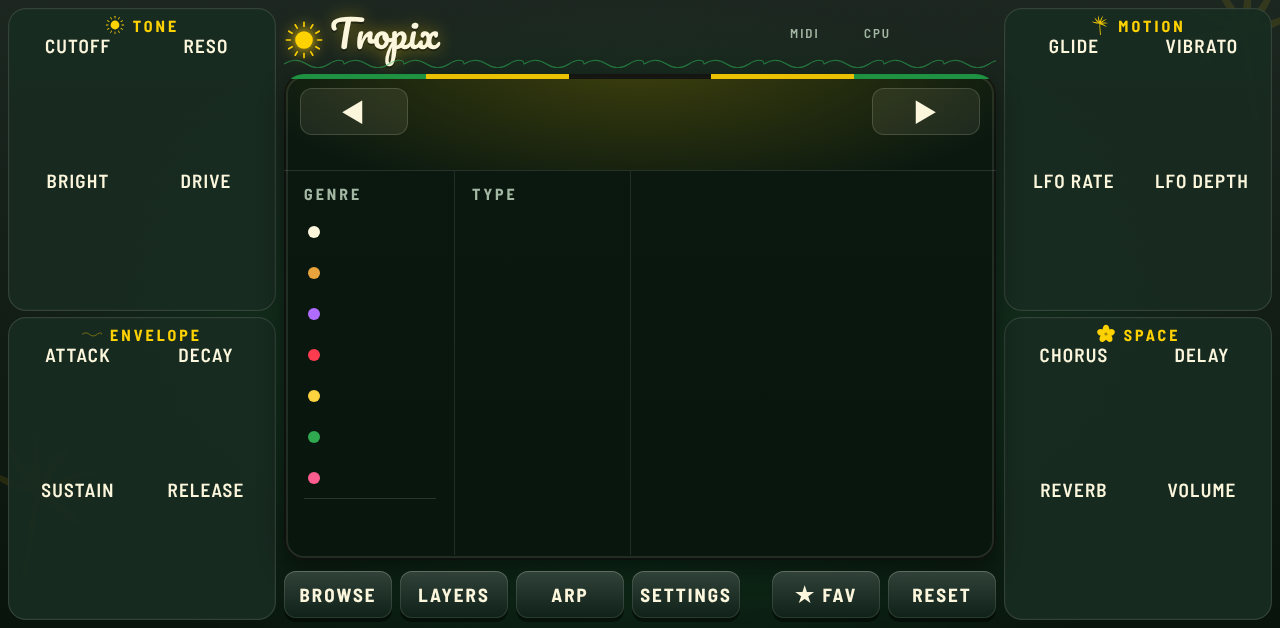 TONE
CUTOFF RESO
BRIGHT DRIVE
ENVELOPE
ATTACK DECAY
SUSTAIN RELEASE
Tropix
MIDI CPU
◀ ▶
GENRE TYPE
BROWSE LAYERS ARP SETTINGS ★ FAV RESET
MOTION
GLIDE VIBRATO
LFO RATE LFO DEPTH
SPACE
CHORUS DELAY
REVERB VOLUME